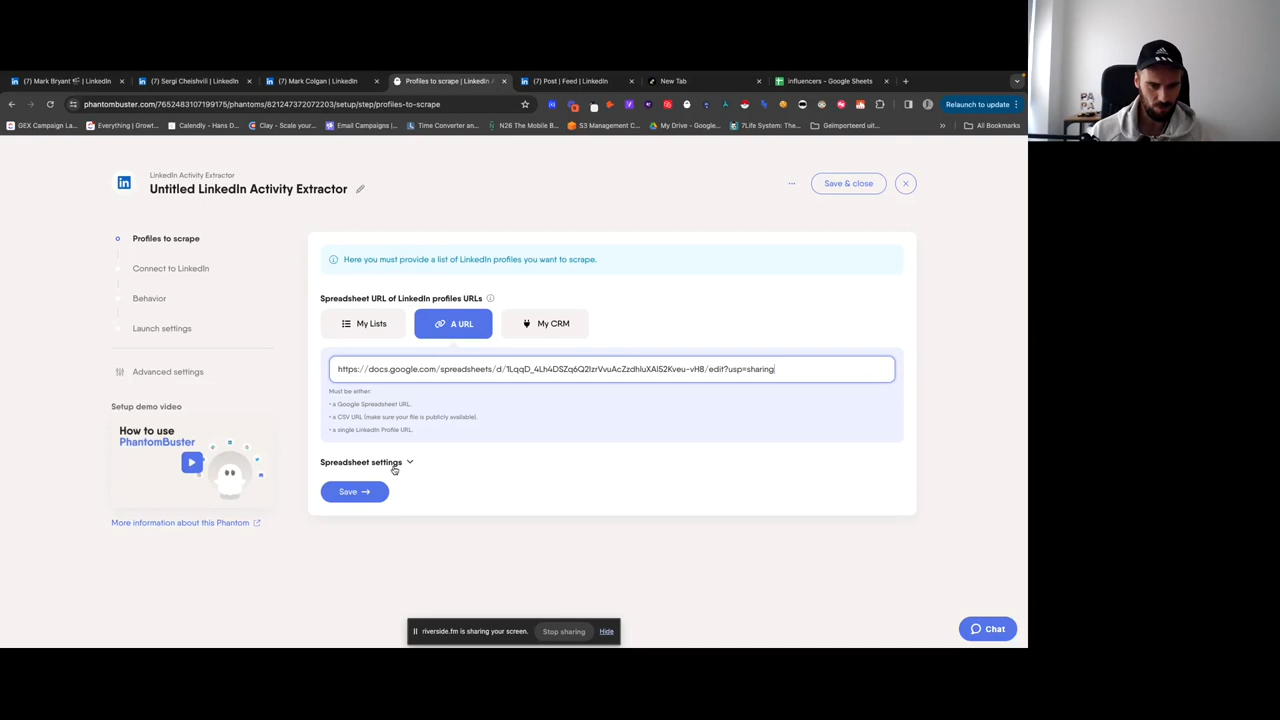 (7) Mark Bryant | LinkedIn
(7) Sergi Cheishvili | LinkedIn
(7) Mark Colgan | LinkedIn
Profiles to scrape | LinkedIn A
(7) Post | Feed | LinkedIn
New Tab
influencers - Google Sheets
phantombuster.com/7652483107199175/phantoms/821247372072203/setup/step/profiles-to-scrape
Relaunch to update
GEX Campaign La...
Everything | Growt...
Calendly - Hans D...
Clay - Scale your...
Email Campaigns |...
Time Converter an...
N26 The Mobile B...
S3 Management C...
My Drive – Google...
7Life System: The...
Geïmporteerd uit...
All Bookmarks
PA
PA
LinkedIn Activity Extractor
Untitled LinkedIn Activity Extractor
Save & close
Profiles to scrape
Connect to LinkedIn
Behavior
Launch settings
Advanced settings
Setup demo video
How to use
PhantomBuster
More information about this Phantom
Here you must provide a list of LinkedIn profiles you want to scrape.
Spreadsheet URL of LinkedIn profiles URLs
My Lists
A URL
My CRM
https://docs.google.com/spreadsheets/d/1LqqD_4Lh4DSZq6Q2IzrVvuAcZzdhluXAl52Kveu-vH8/edit?usp=sharing
Must be either:
• a Google Spreadsheet URL.
• a CSV URL (make sure your file is publicly available).
• a single LinkedIn Profile URL.
Spreadsheet settings
Save
riverside.fm is sharing your screen.
Stop sharing
Hide
Chat